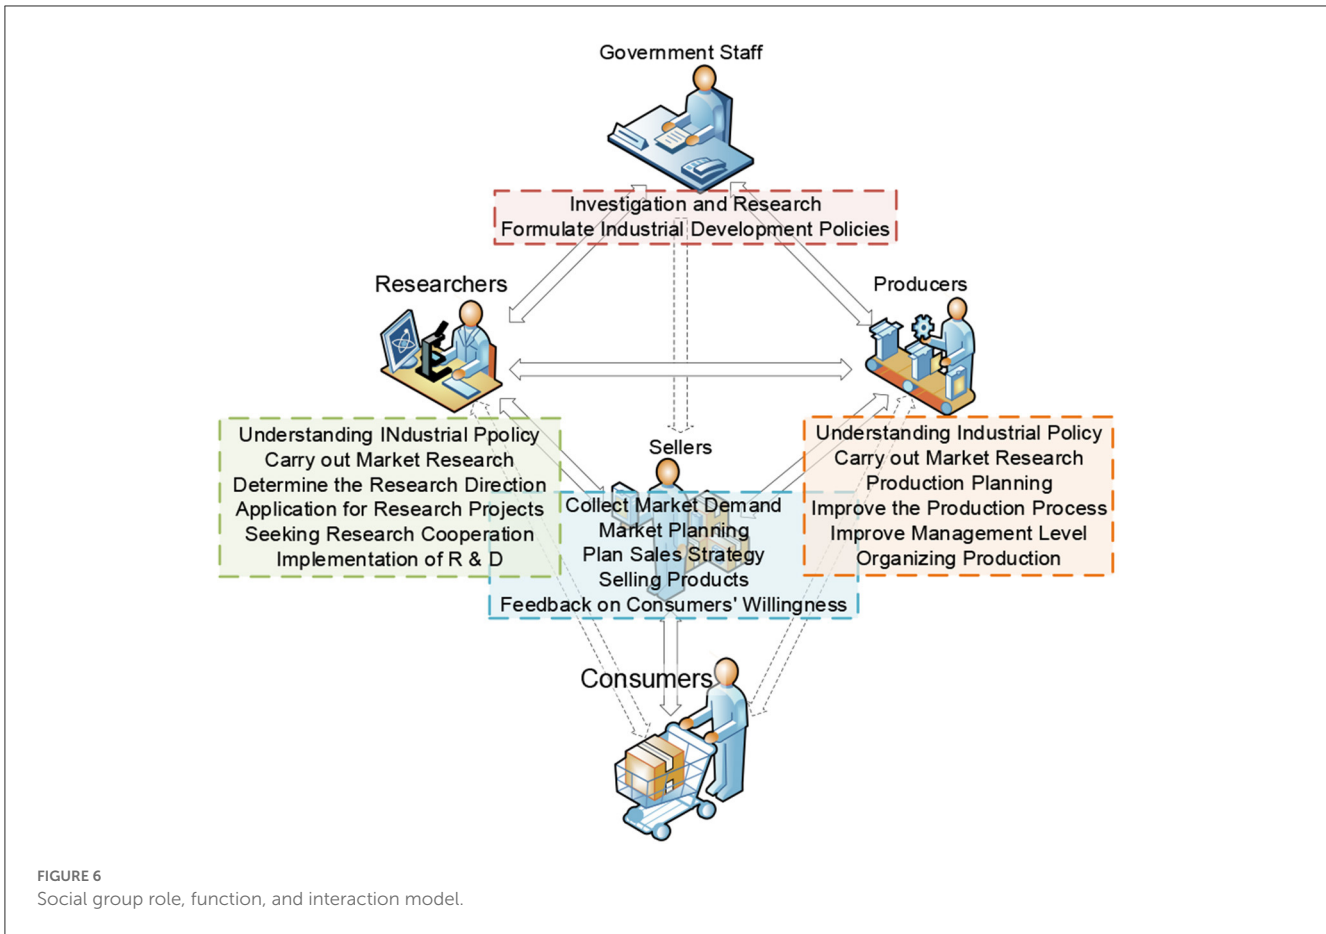 Government Staff
Investigation and Research
Formulate Industrial Development Policies
Researchers
Understanding INdustrial Ppolicy
Carry out Market Research
Determine the Research Direction
Application for Research Projects
Seeking Research Cooperation
Implementation of R & D
Producers
Understanding Industrial Policy
Carry out Market Research
Production Planning
Improve the Production Process
Improve Management Level
Organizing Production
Sellers
Collect Market Demand
Market Planning
Plan Sales Strategy
Selling Products
Feedback on Consumers' Willingness
Consumers
FIGURE 6
Social group role, function, and interaction model.